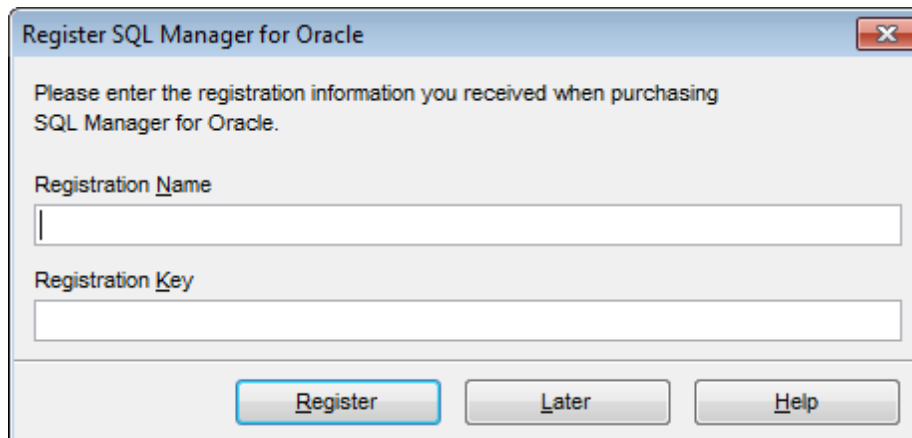 Register SQL Manager for Oracle
Please enter the registration information you received when purchasing
SQL Manager for Oracle.
Registration Name
Registration Key
Register Later Help